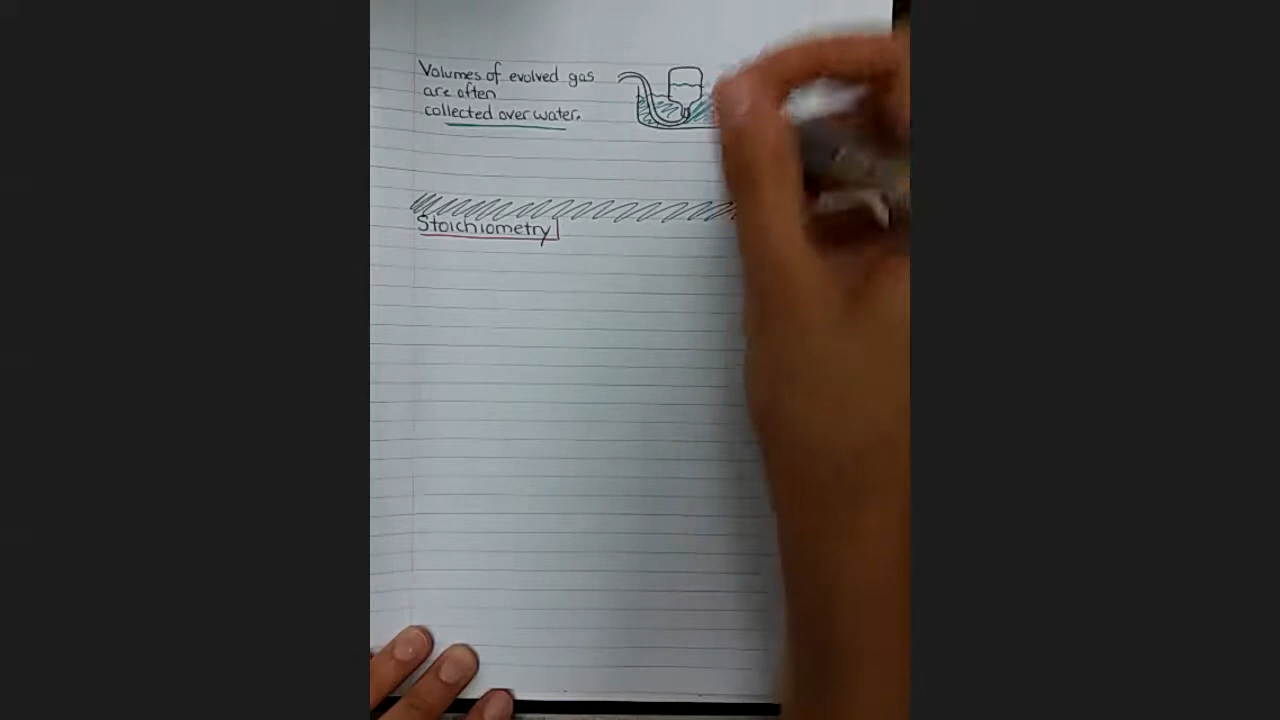 Volumes of evolved gas
are often
collected over water.
Stoichiometry